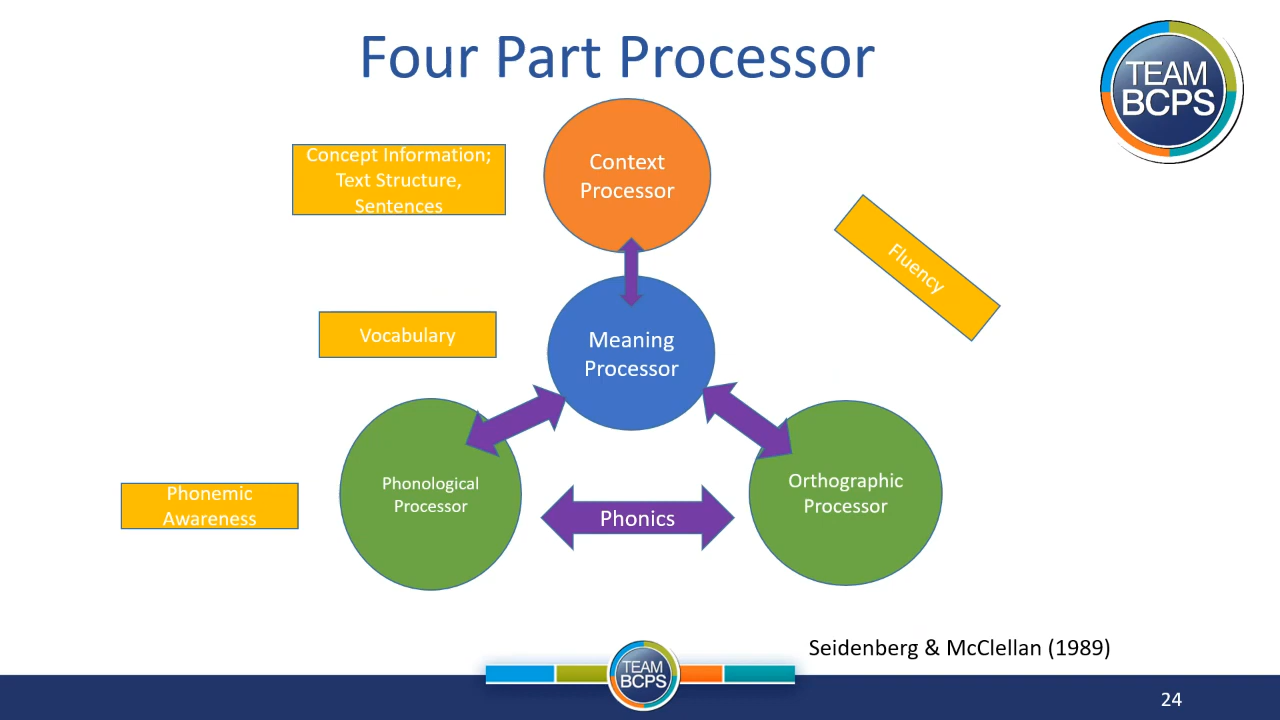 Four Part Processor
TEAM
BCPS
Concept Information;
Text Structure,
Sentences
Context
Processor
Fluency
Vocabulary
Meaning
Processor
Phonemic
Awareness
Phonological
Processor
Phonics
Orthographic
Processor
Seidenberg & McClellan (1989)
TEAM
BCPS
24